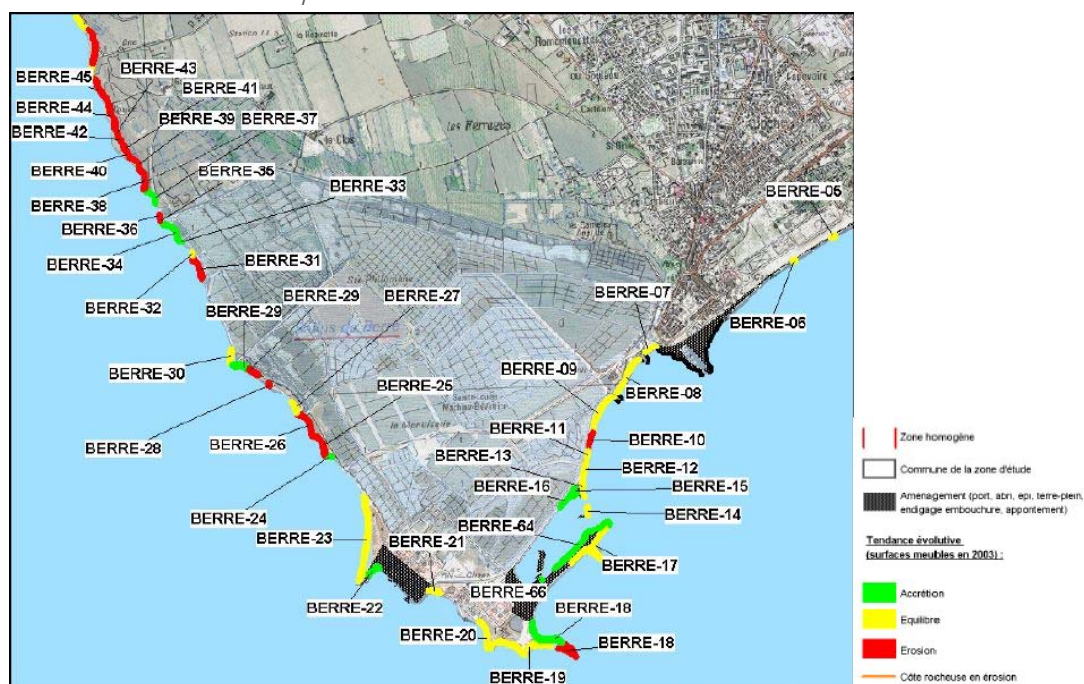 BERRE-43
BERRE-45
BERRE-41
BERRE-44
BERRE-39
BERRE-37
BERRE-42
BERRE-35
BERRE-40
BERRE-33
BERRE-38
BERRE-36
BERRE-34
BERRE-31
BERRE-32
BERRE-05
BERRE-06
BERRE-07
BERRE-29
BERRE-27
BERRE-29
BERRE-30
BERRE-09
BERRE-08
BERRE-25
BERRE-28
BERRE-26
BERRE-11
BERRE-10
BERRE-13
BERRE-12
BERRE-16
BERRE-15
BERRE-24
BERRE-64
BERRE-14
BERRE-23
BERRE-21
BERRE-17
BERRE-22
BERRE-66
BERRE-18
BERRE-20
BERRE-18
BERRE-19
les Ferrages
le Clos
Zone homogène
Commune de la zone d'étude
Aménagement (port, abri, épi, terre-plein,
endigage embouchure, appontement)
Tendance évolutive
(surfaces meubles en 2003) :
Accrétion
Equilibre
Erosion
Côte rocheuse en érosion